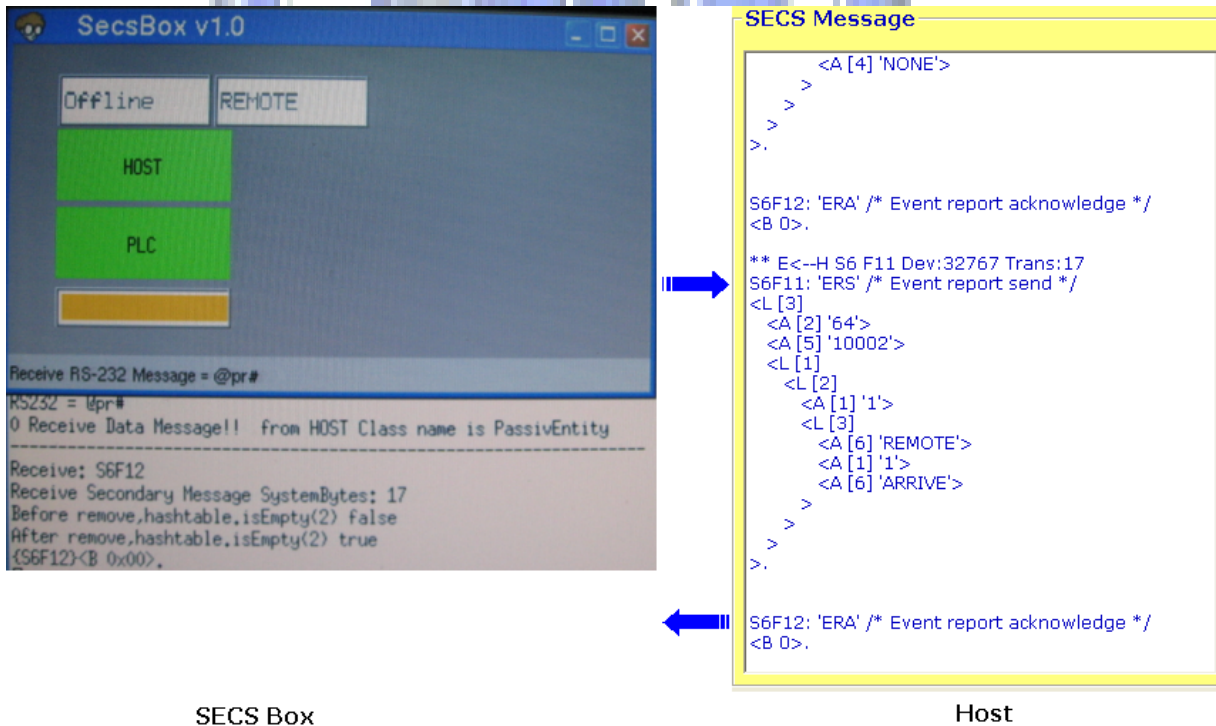 SecsBox v1.0
Offline
REMOTE
HOST
PLC
Receive RS-232 Message = @pr#
RS232 = @pr#
0 Receive Data Message!! from HOST Class name is PassivEntity
Receive: S6F12
Receive Secondary Message SystemBytes: 17
Before remove,hashtable.isEmpty(2) false
After remove,hashtable.isEmpty(2) true
{S6F12}<B 0x00>.
SECS Box
SECS Message
<A [4] 'NONE'>
>
>
>
>.
S6F12: 'ERA' /* Event report acknowledge */
<B 0>.
** E<--H S6 F11 Dev:32767 Trans:17
S6F11: 'ERS' /* Event report send */
<L [3]
<A [2] '64'>
<A [5] '10002'>
<L [1]
<L [2]
<A [1] '1'>
<L [3]
<A [6] 'REMOTE'>
<A [1] '1'>
<A [6] 'ARRIVE'>
>
>
>
>.
S6F12: 'ERA' /* Event report acknowledge */
<B 0>.
Host